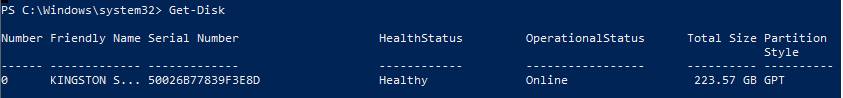 PS C:\Windows\system32> Get-Disk
Number Friendly Name Serial Number HealthStatus OperationalStatus Total Size Partition
Style
------ ------------- ------------- ------------ ----------------- ---------- ----------
0 KINGSTON S... 50026B77839F3E8D Healthy Online 223.57 GB GPT